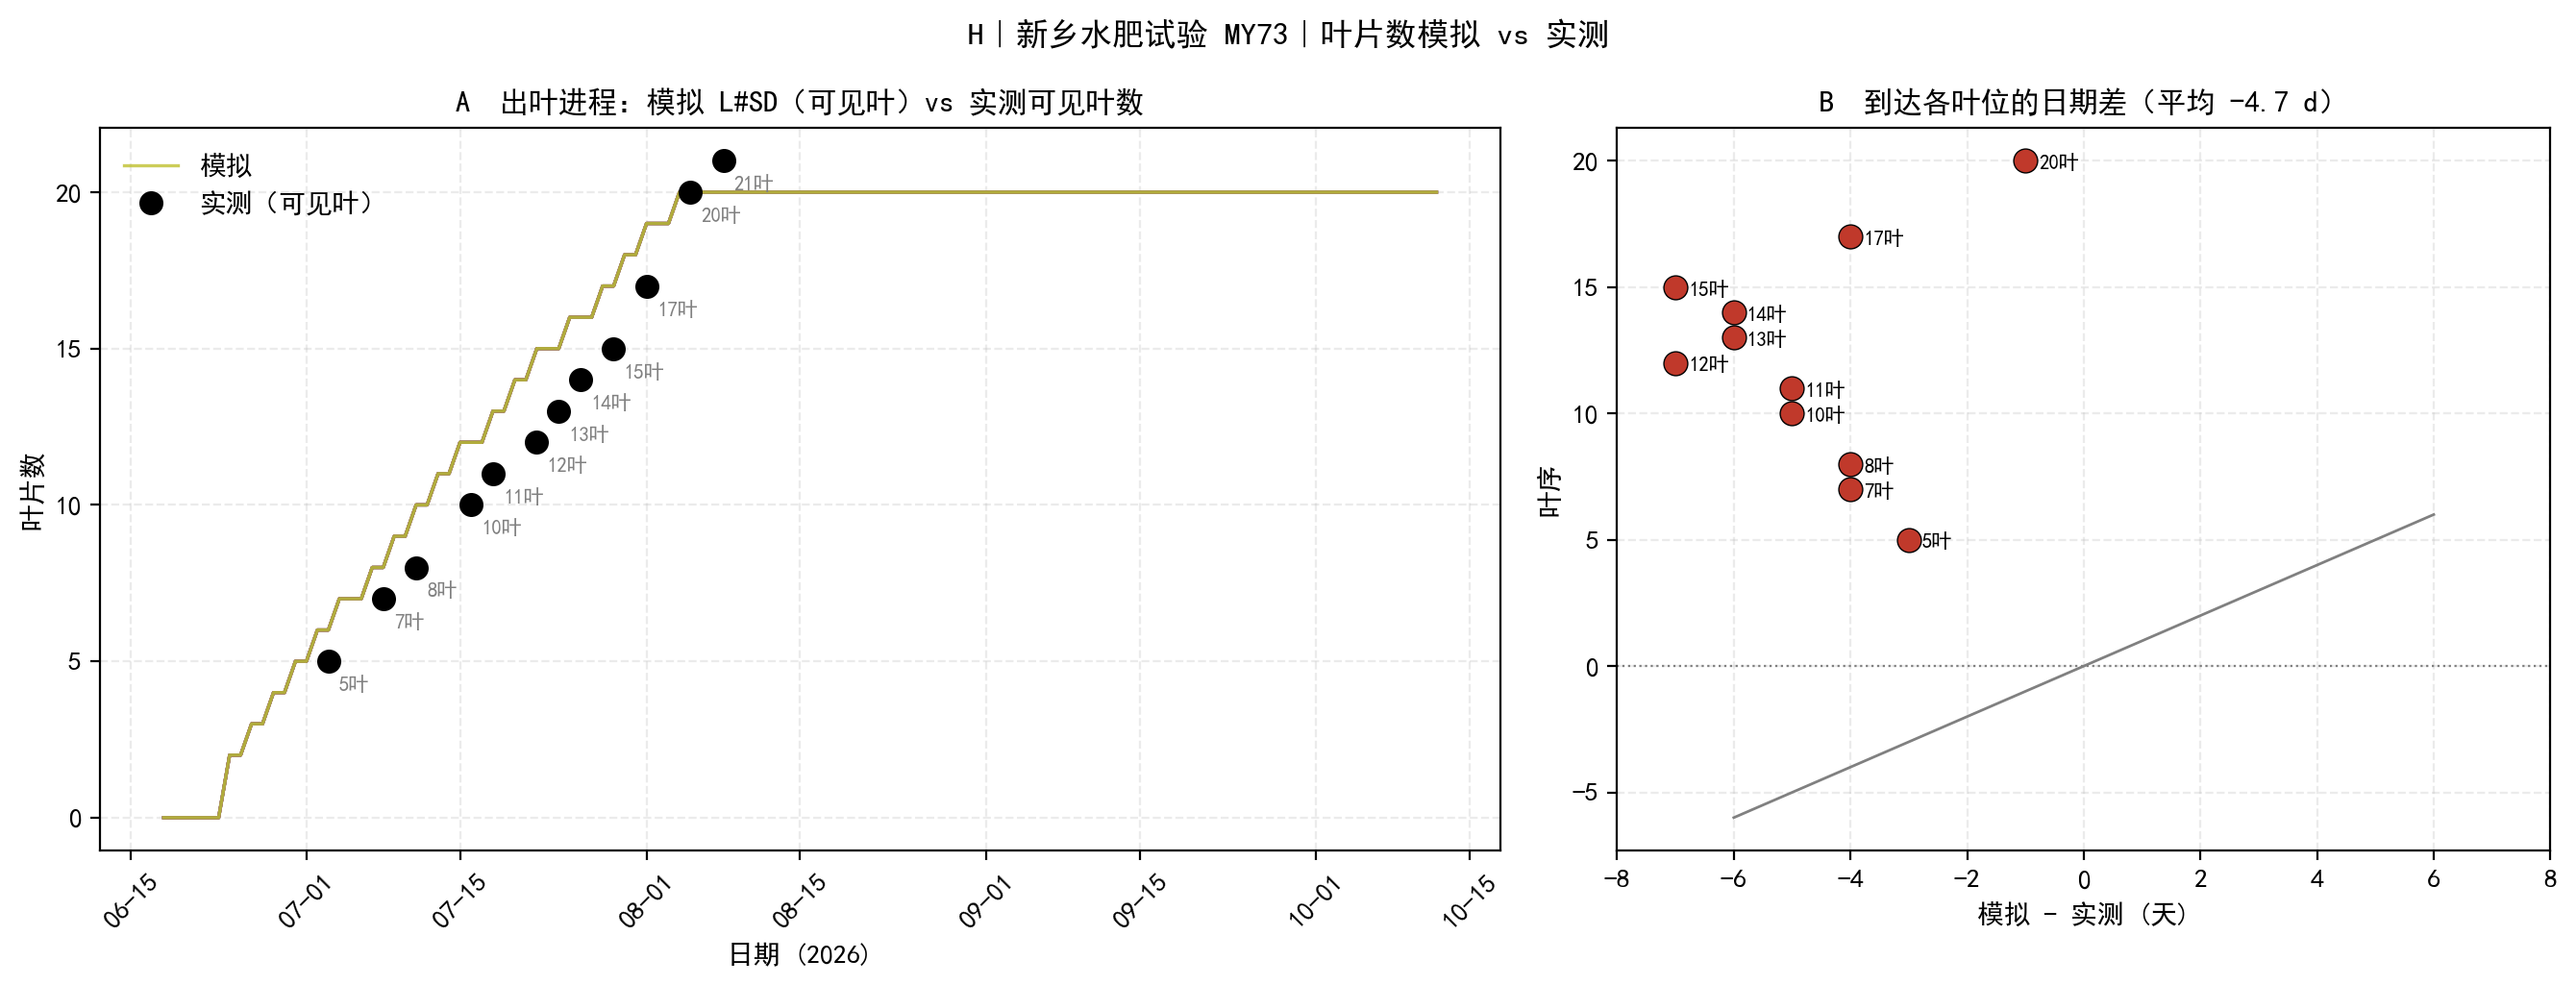 H｜新乡水肥试验 MY73｜叶片数模拟 vs 实测
A 出叶进程：模拟 L#SD（可见叶）vs 实测可见叶数
模拟
实测（可见叶）
21叶
20叶
17叶
15叶
14叶
13叶
12叶
11叶
10叶
8叶
7叶
5叶
20
15
10
5
0
叶片数
06-15
07-01
07-15
08-01
08-15
09-01
09-15
10-01
10-15
日期 (2026)
B 到达各叶位的日期差（平均 -4.7 d）
20叶
17叶
15叶
14叶
13叶
12叶
11叶
10叶
8叶
7叶
5叶
20
15
10
5
0
-5
叶序
-8
-6
-4
-2
0
2
4
6
8
模拟 - 实测 (天)